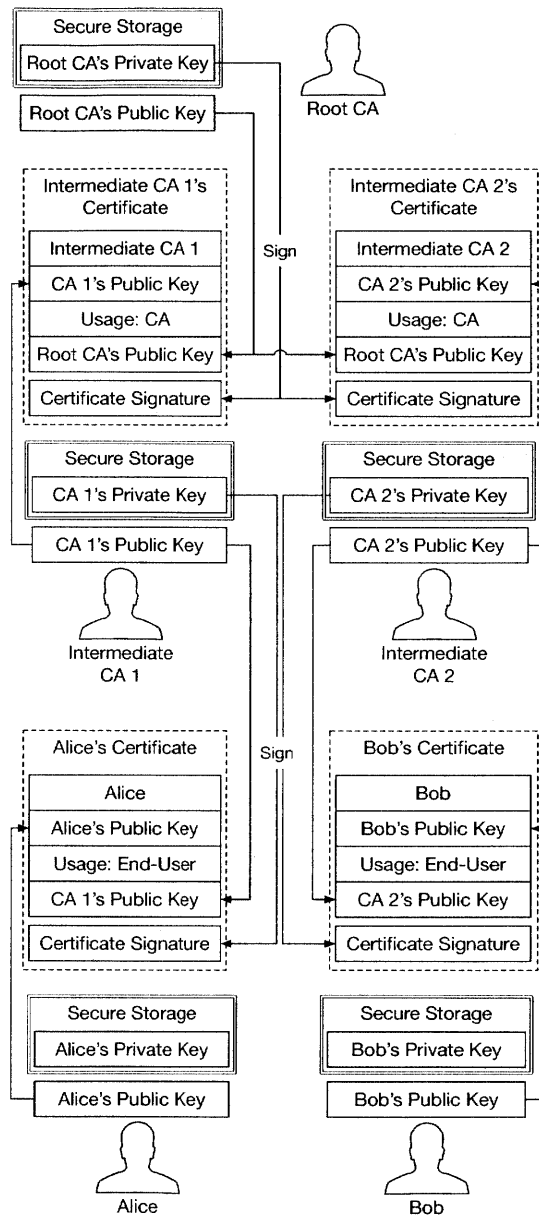 Secure Storage
Root CA's Private Key
Root CA's Public Key
Root CA
Intermediate CA 1's
Certificate
Intermediate CA 1
CA 1's Public Key
Usage: CA
Root CA's Public Key
Certificate Signature
Sign
Intermediate CA 2's
Certificate
Intermediate CA 2
CA 2's Public Key
Usage: CA
Root CA's Public Key
Certificate Signature
Secure Storage
CA 1's Private Key
CA 1's Public Key
Intermediate
CA 1
Secure Storage
CA 2's Private Key
CA 2's Public Key
Intermediate
CA 2
Alice's Certificate
Alice
Alice's Public Key
Usage: End-User
CA 1's Public Key
Certificate Signature
Sign
Bob's Certificate
Bob
Bob's Public Key
Usage: End-User
CA 2's Public Key
Certificate Signature
Secure Storage
Alice's Private Key
Alice's Public Key
Alice
Secure Storage
Bob's Private Key
Bob's Public Key
Bob